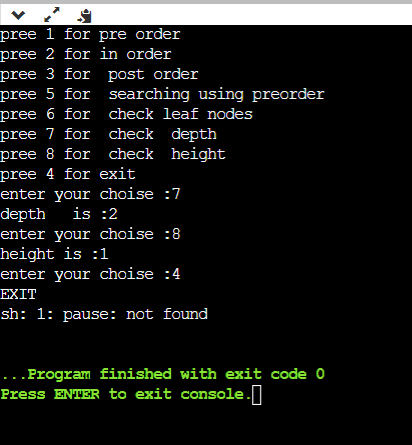 pree 1 for pre order
pree 2 for in order
pree 3 for  post order
pree 5 for  searching using preorder
pree 6 for  check leaf nodes
pree 7 for  check  depth
pree 8 for  check  height
pree 4 for exit
enter your choise :7
depth   is :2
enter your choise :8
height is :1
enter your choise :4
EXIT
sh: 1: pause: not found
...Program finished with exit code 0
Press ENTER to exit console.